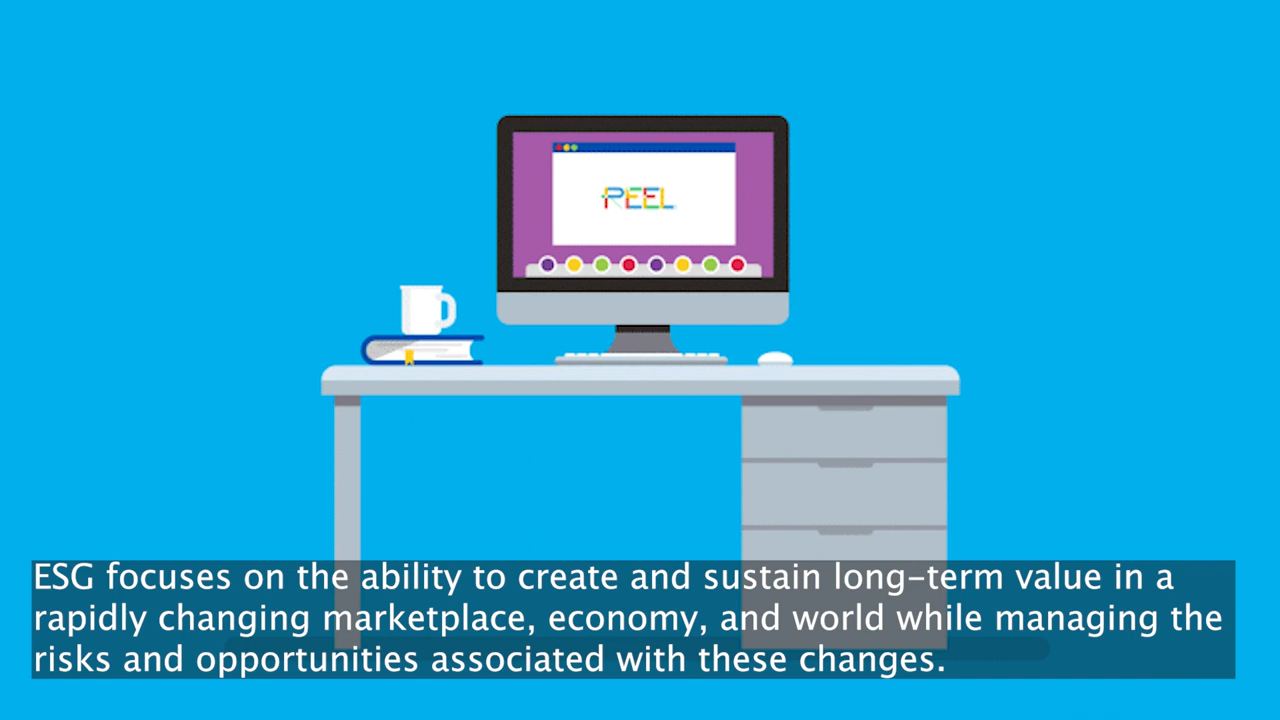 REEL
ESG focuses on the ability to create and sustain long-term value in a
rapidly changing marketplace, economy, and world while managing the
risks and opportunities associated with these changes.